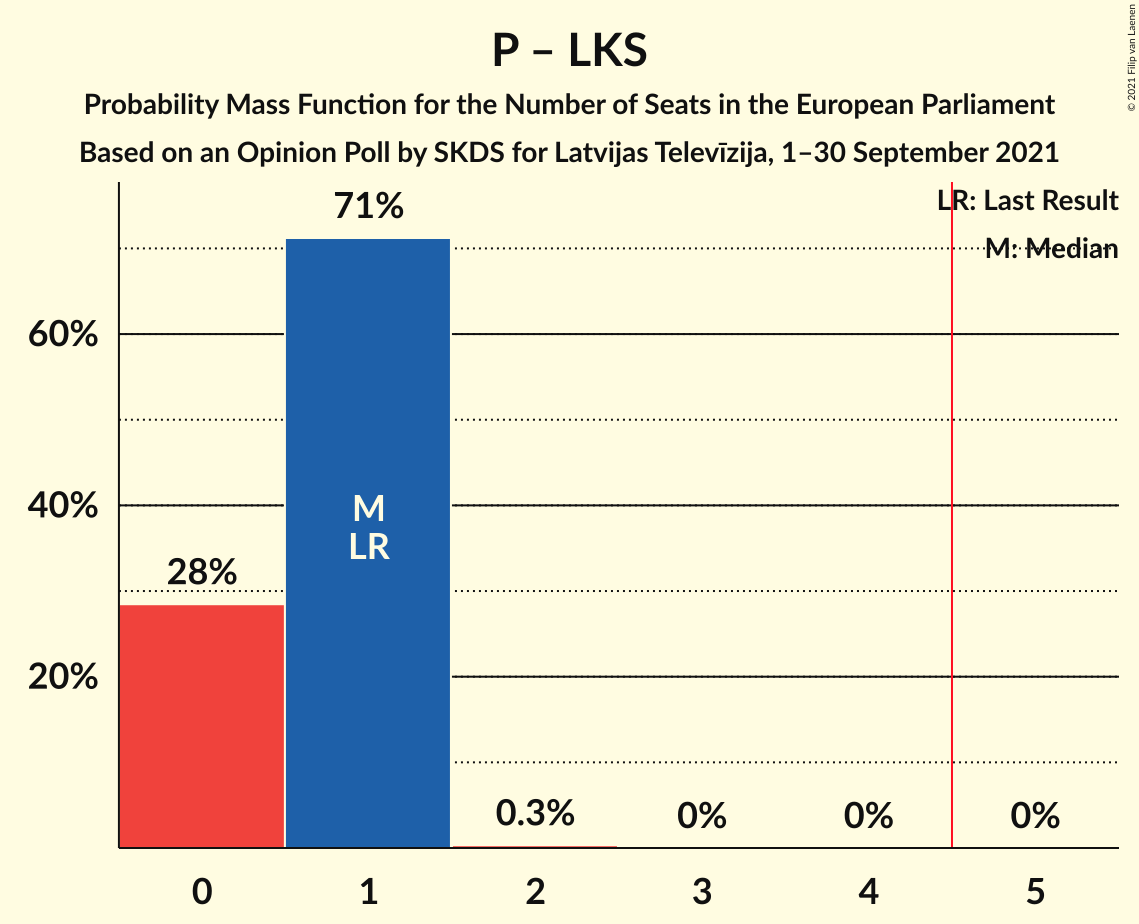 P – LKS
Probability Mass Function for the Number of Seats in the European Parliament
Based on an Opinion Poll by SKDS for Latvijas Televīzija, 1–30 September 2021
© 2021 Filip van Laenen
LR: Last Result
M: Median
71%
60%
40%
M
LR
28%
20%
0.3%
0%
0%
0%
0
1
2
3
4
5